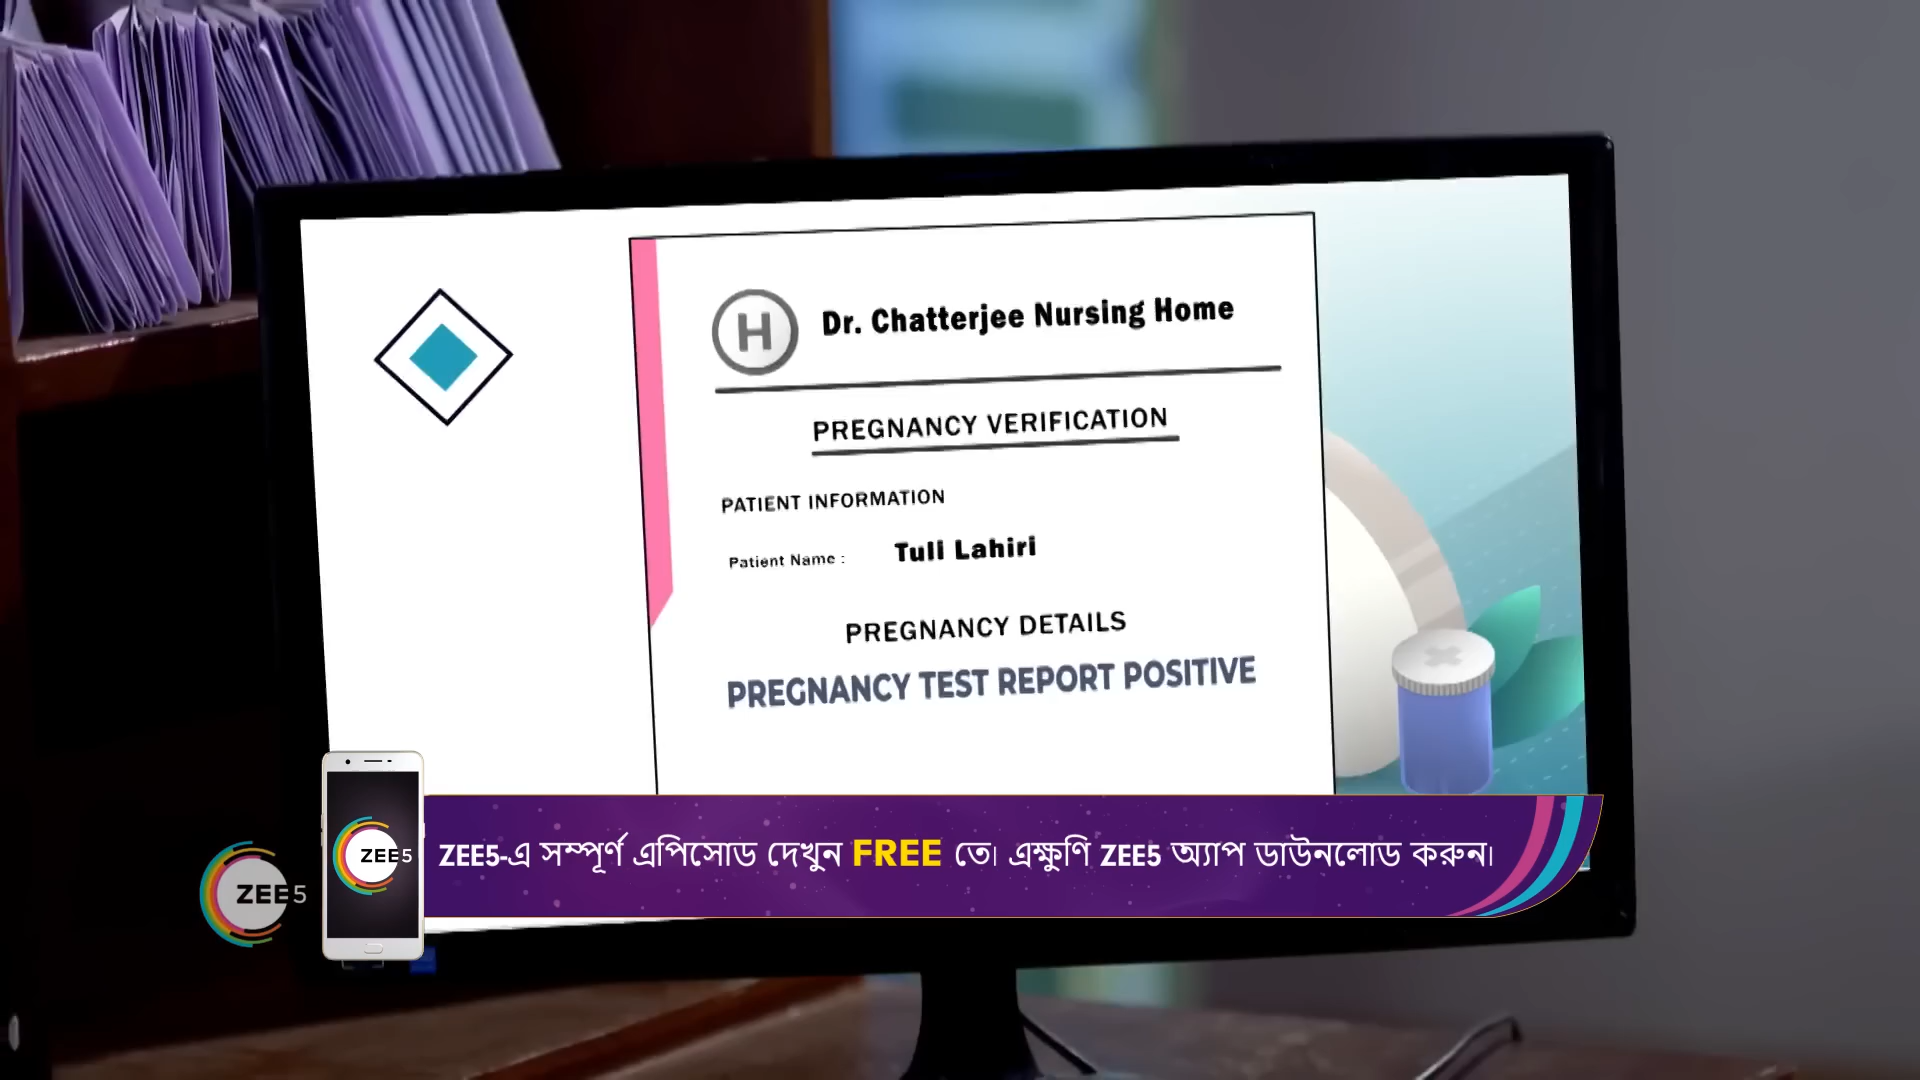 H
Dr. Chatterjee Nursing Home
PREGNANCY VERIFICATION
PATIENT INFORMATION
Patient Name : Tuli Lahiri
PREGNANCY DETAILS
PREGNANCY TEST REPORT POSITIVE
ZEE5
ZEE5-এ সম্পূর্ণ এপিসোড দেখুন FREE তে। এক্ষুণি ZEE5 অ্যাপ ডাউনলোড করুন।
ZEE5